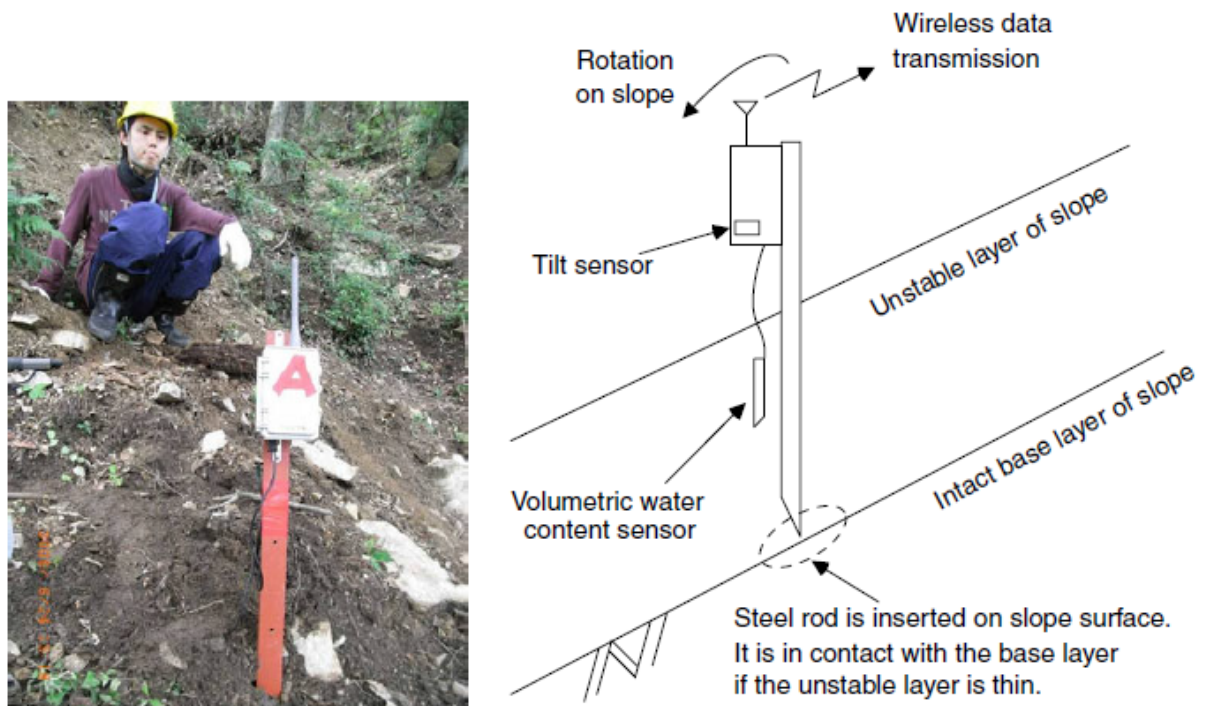 A
Rotation
on slope
Wireless data
transmission
Tilt sensor
Unstable layer of slope
Intact base layer of slope
Volumetric water
content sensor
Steel rod is inserted on slope surface.
It is in contact with the base layer
if the unstable layer is thin.